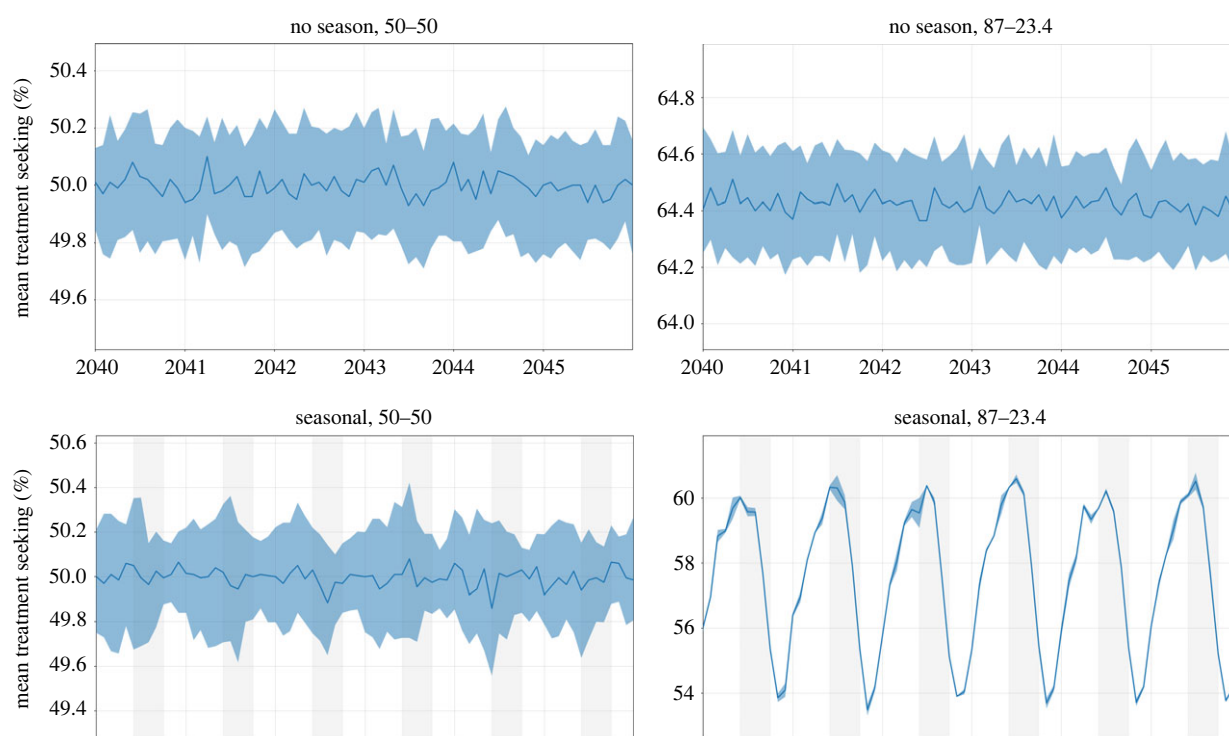 no season, 50–50
mean treatment seeking (%)
50.4
50.2
50.0
49.8
49.6
2040 2041 2042 2043 2044 2045
no season, 87–23.4
64.8
64.6
64.4
64.2
64.0
2040 2041 2042 2043 2044 2045
seasonal, 50–50
mean treatment seeking (%)
50.6
50.4
50.2
50.0
49.8
49.6
49.4
seasonal, 87–23.4
60
58
56
54